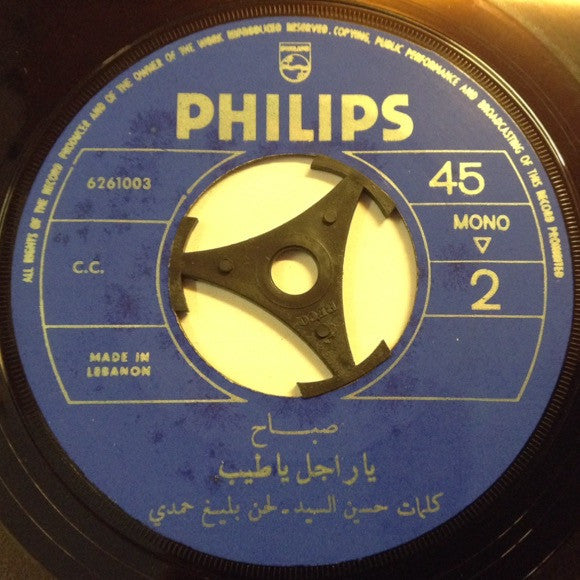 ALL RIGHTS OF THE RECORD PRODUCER AND OF THE OWNER OF THE WORK REPRODUCED RESERVED. COPYING, PUBLIC PERFORMANCE AND BROADCASTING OF THIS RECORD PROHIBITED
PHILIPS
PHILIPS
6261003
45
MONO
2
C.C.
MADE IN
LEBANON
صبـــاح
يا راجل يا طيب
كلمات حسين السيد - لحن بليغ حمدي